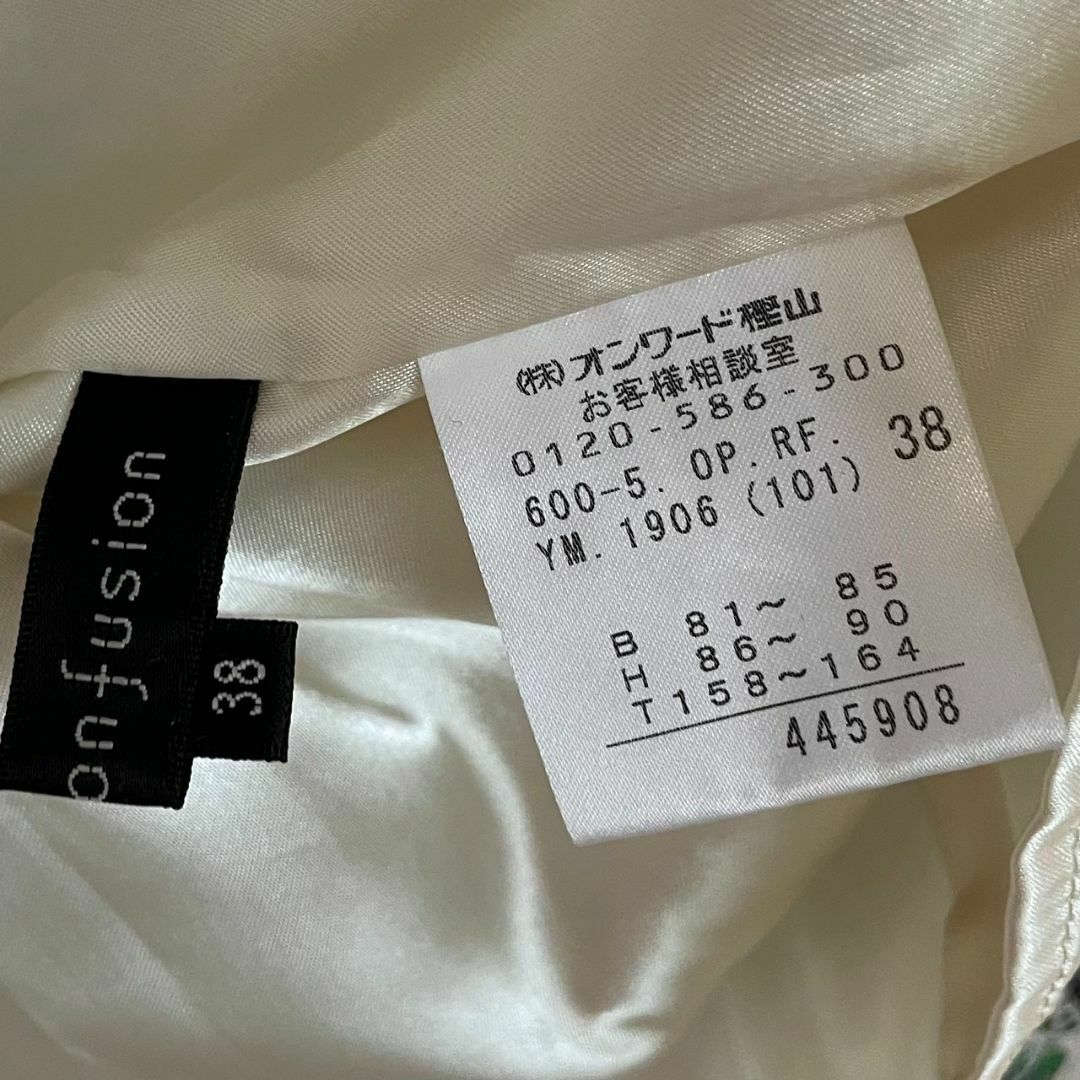 onfusion
38
(株)オンワード樫山
お客様相談室
0120-586-300
600-5. OP.RF. 38
YM. 1906 (101)
B 81〜 85
H 86〜 90
T158〜164
445908